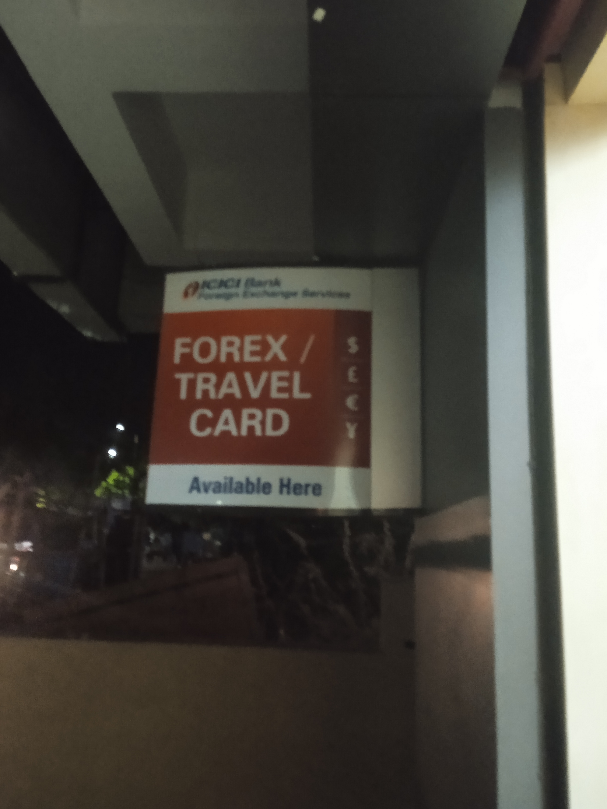 ICICI Bank
Foreign Exchange Services
FOREX /
TRAVEL
CARD
$
£
€
¥
Available Here